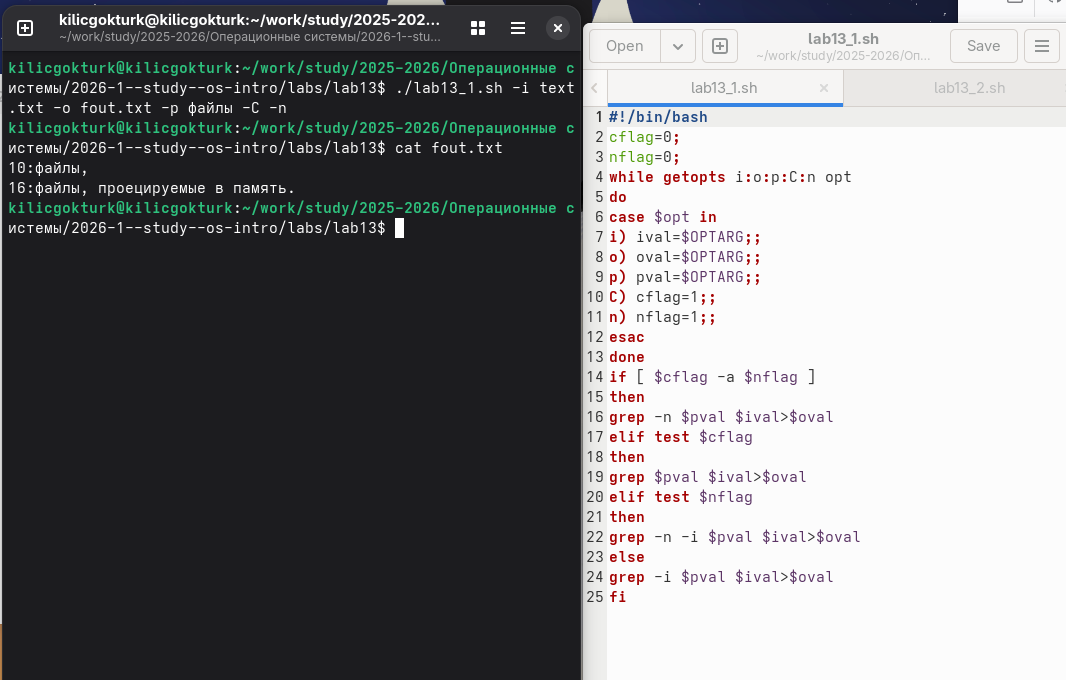 kilicgokturk@kilicgokturk:~/work/study/2025-202...
~/work/study/2025-2026/Операционные системы/2026-1--stu...
kilicgokturk@kilicgokturk:~/work/study/2025-2026/Операционные с
истемы/2026-1--study--os-intro/labs/lab13$ ./lab13_1.sh -i text
.txt -o fout.txt -p файлы -C -n
kilicgokturk@kilicgokturk:~/work/study/2025-2026/Операционные с
истемы/2026-1--study--os-intro/labs/lab13$ cat fout.txt
10:файлы,
16:файлы, проецируемые в память.
kilicgokturk@kilicgokturk:~/work/study/2025-2026/Операционные с
истемы/2026-1--study--os-intro/labs/lab13$
Open
lab13_1.sh
~/work/study/2025-2026/Оп...
Save
lab13_1.sh
lab13_2.sh
1 #!/bin/bash
2 cflag=0;
3 nflag=0;
4 while getopts i:o:p:C:n opt
5 do
6 case $opt in
7 i) ival=$OPTARG;;
8 o) oval=$OPTARG;;
9 p) pval=$OPTARG;;
10 C) cflag=1;;
11 n) nflag=1;;
12 esac
13 done
14 if [ $cflag -a $nflag ]
15 then
16 grep -n $pval $ival>$oval
17 elif test $cflag
18 then
19 grep $pval $ival>$oval
20 elif test $nflag
21 then
22 grep -n -i $pval $ival>$oval
23 else
24 grep -i $pval $ival>$oval
25 fi